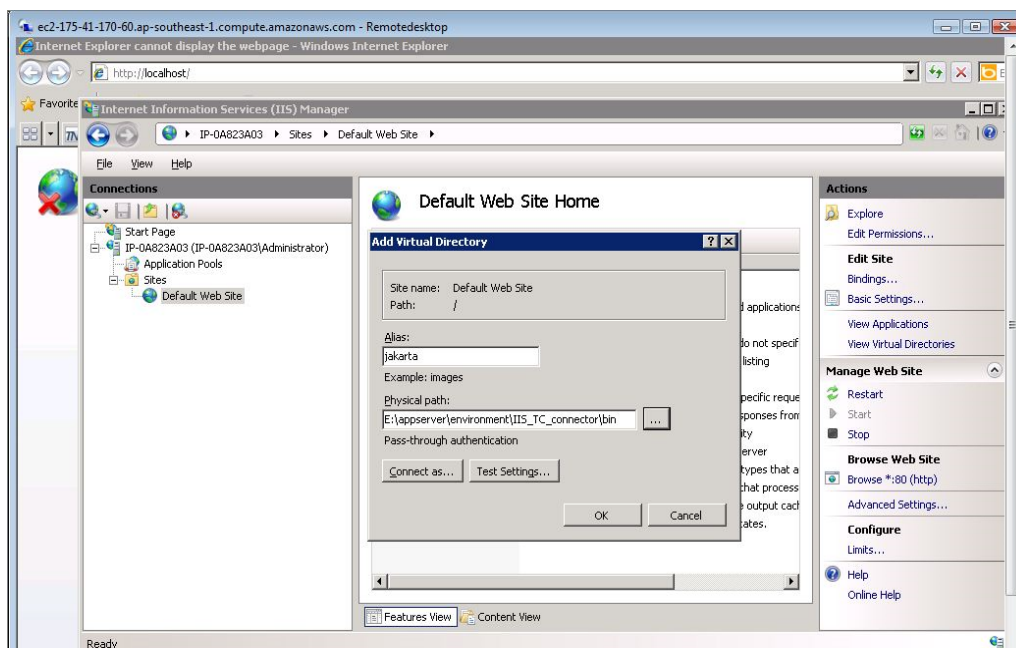 ec2-175-41-170-60.ap-southeast-1.compute.amazonaws.com - Remotedesktop
Internet Explorer cannot display the webpage - Windows Internet Explorer
http://localhost/
Favorite
Internet Information Services (IIS) Manager
IP-0A823A03 Sites Default Web Site
File View Help
Connections
Start Page
IP-0A823A03 (IP-0A823A03\Administrator)
Application Pools
Sites
Default Web Site
Default Web Site Home
Add Virtual Directory
Site name: Default Web Site
Path: /
Alias:
jakarta
Example: images
Physical path:
E:\appserver\environment\IIS_TC_connector\bin
...
Pass-through authentication
Connect as... Test Settings...
OK Cancel
applications
do not specif
listing
pecific reque
sponses from
ity
erver
types that a
that process
output cach
ates.
Features View Content View
Actions
Explore
Edit Permissions...
Edit Site
Bindings...
Basic Settings...
View Applications
View Virtual Directories
Manage Web Site
Restart
Start
Stop
Browse Web Site
Browse *:80 (http)
Advanced Settings...
Configure
Limits...
Help
Online Help
Ready